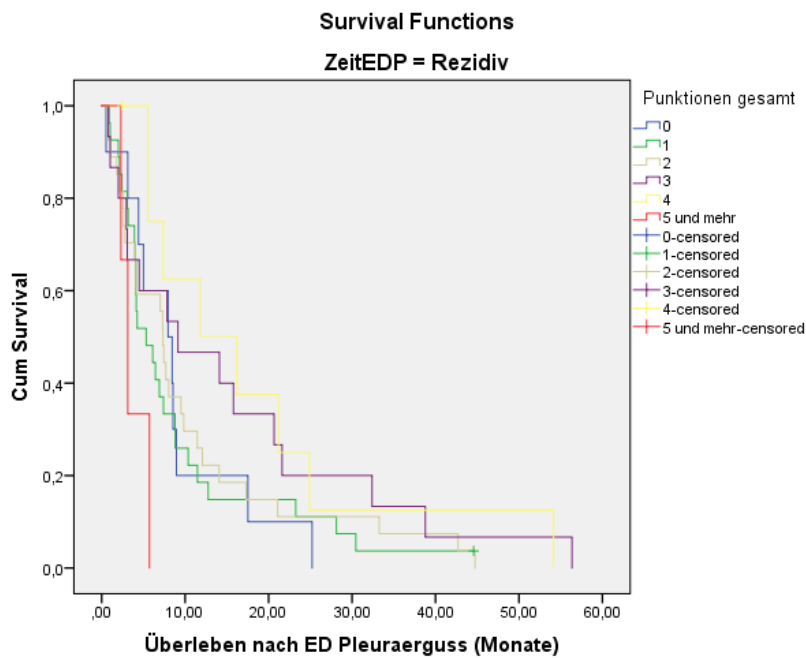 Survival Functions
ZeitEDP = Rezidiv
Punktionen gesamt
0
1
2
3
4
5 und mehr
0-censored
1-censored
2-censored
3-censored
4-censored
5 und mehr-censored
Cum Survival
1,0
0,8
0,6
0,4
0,2
0,0
,00 10,00 20,00 30,00 40,00 50,00 60,00
Überleben nach ED Pleuraerguss (Monate)